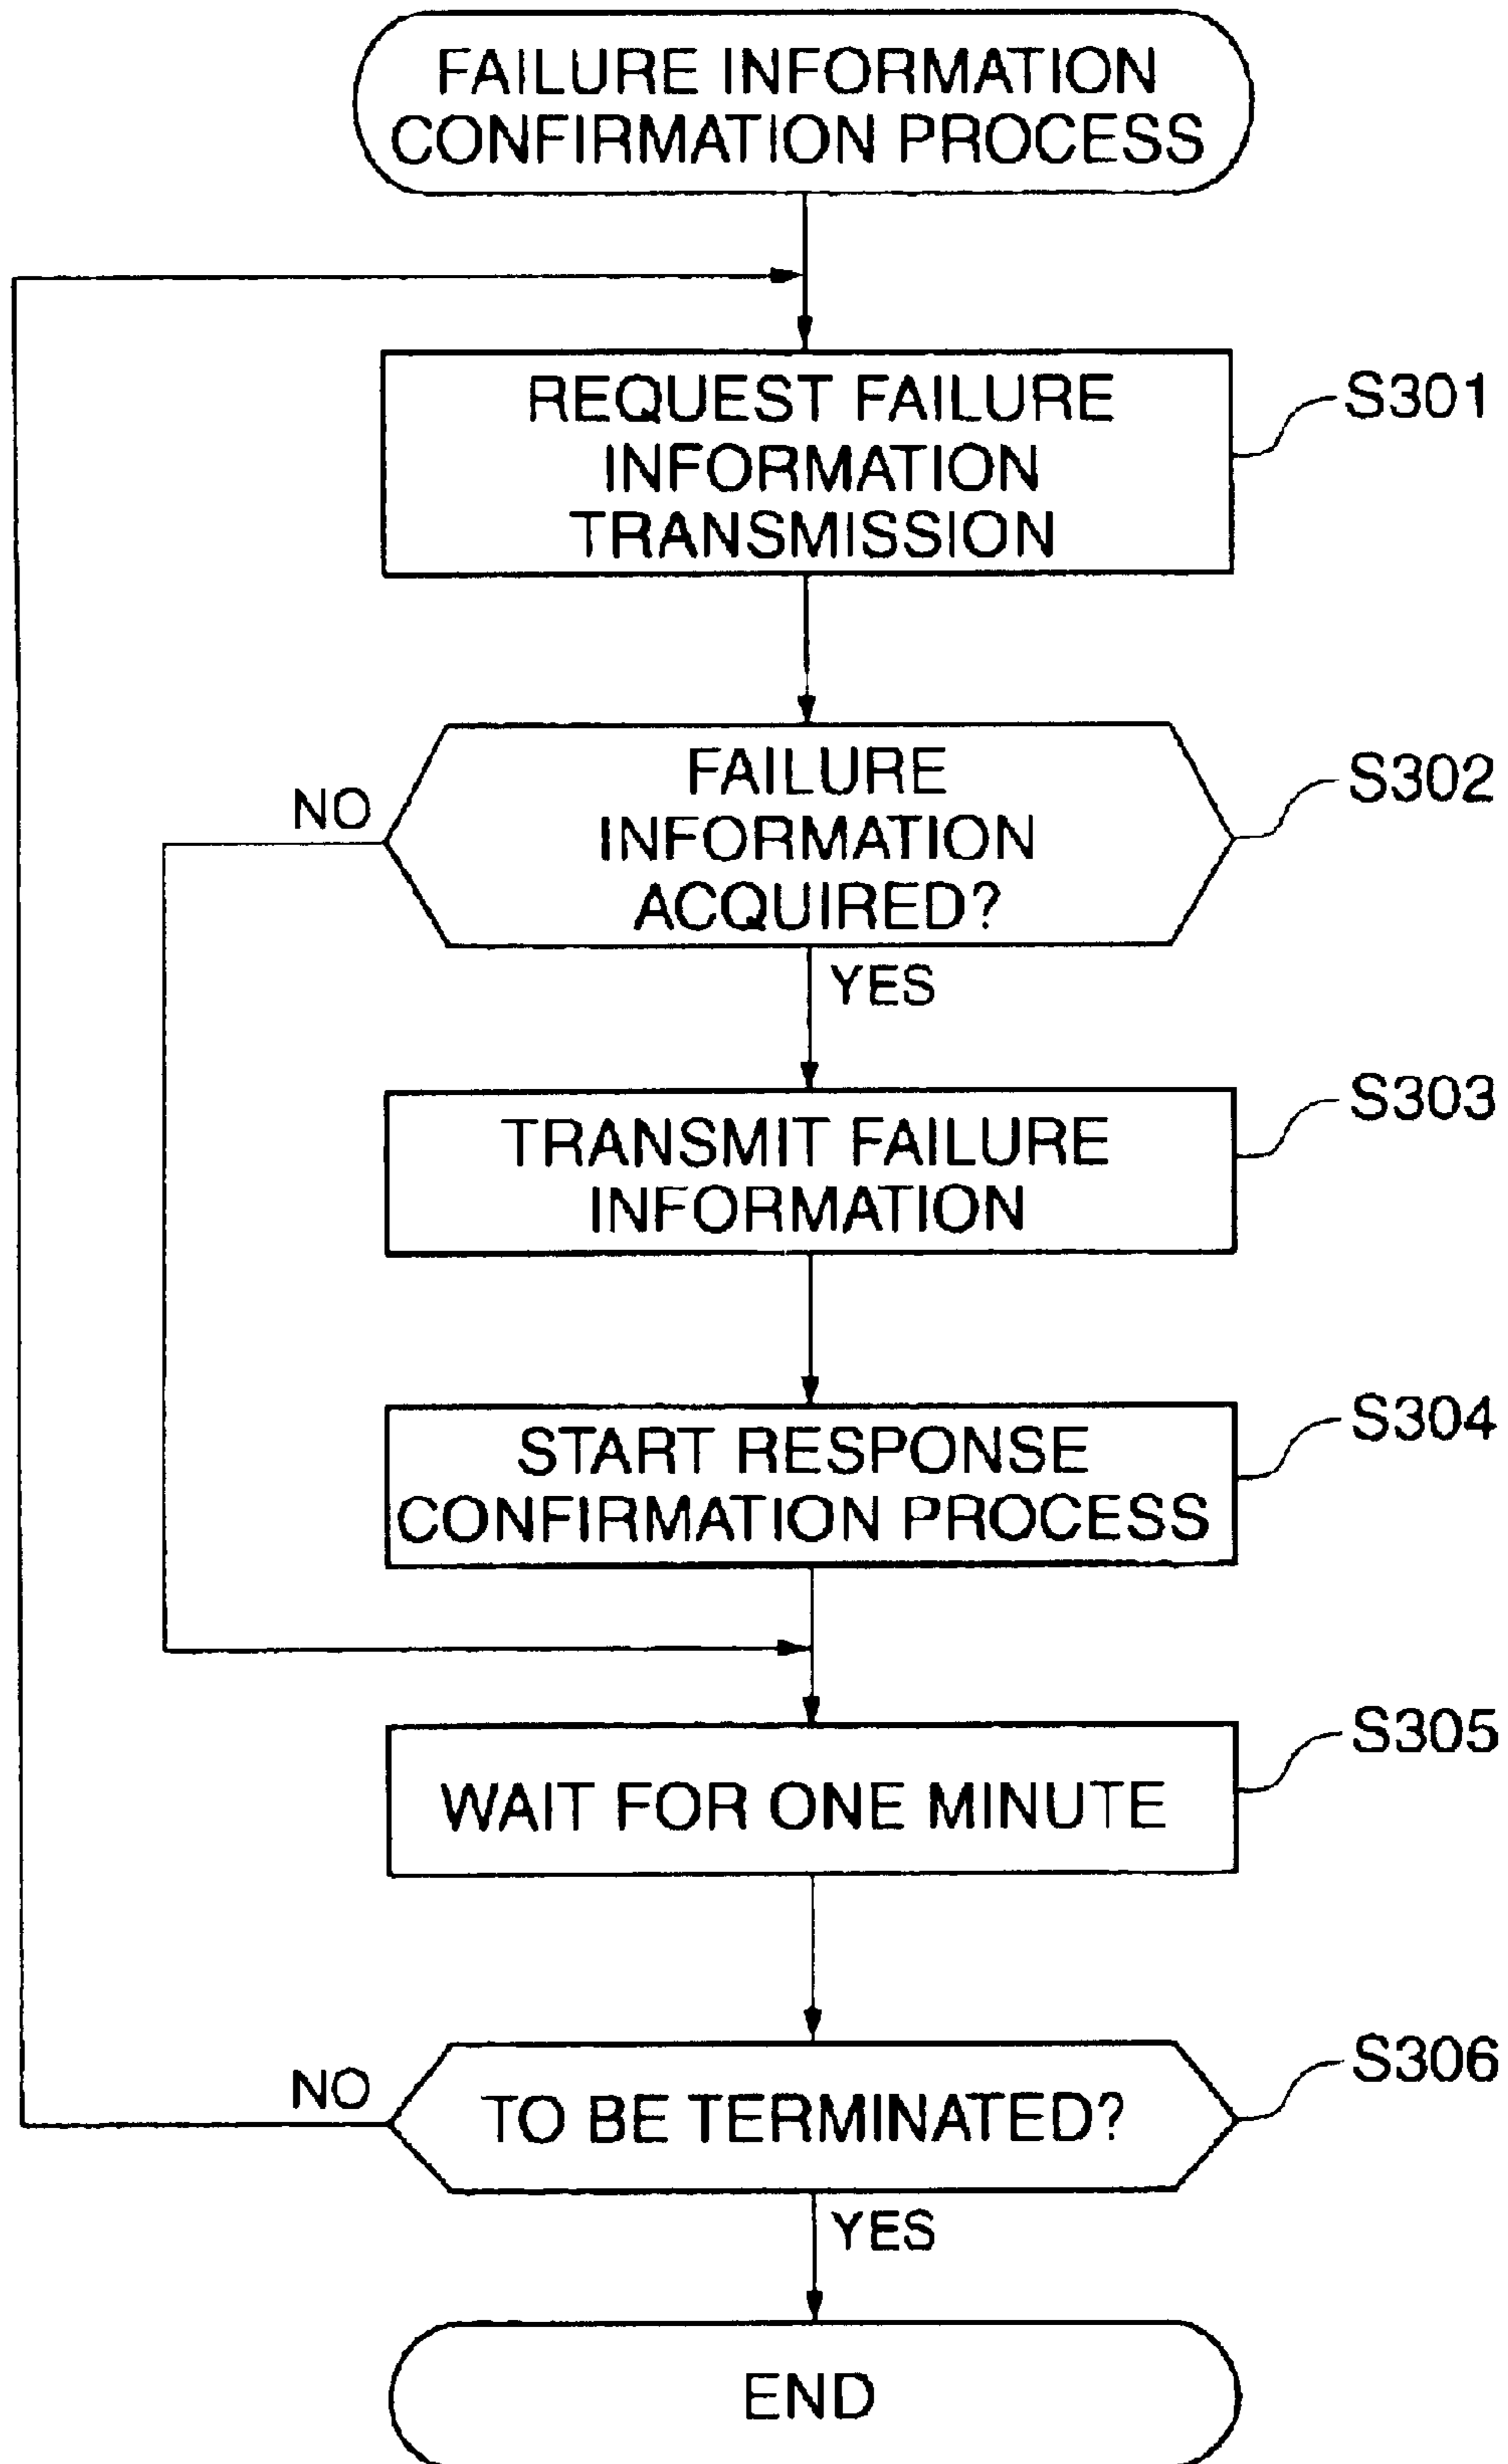 FAILURE INFORMATION
CONFIRMATION PROCESS
REQUEST FAILURE
INFORMATION
TRANSMISSION
S301
FAILURE
INFORMATION
ACQUIRED?
S302
NO
YES
TRANSMIT FAILURE
INFORMATION
S303
START RESPONSE
CONFIRMATION PROCESS
S304
WAIT FOR ONE MINUTE
S305
TO BE TERMINATED?
S306
NO
YES
END